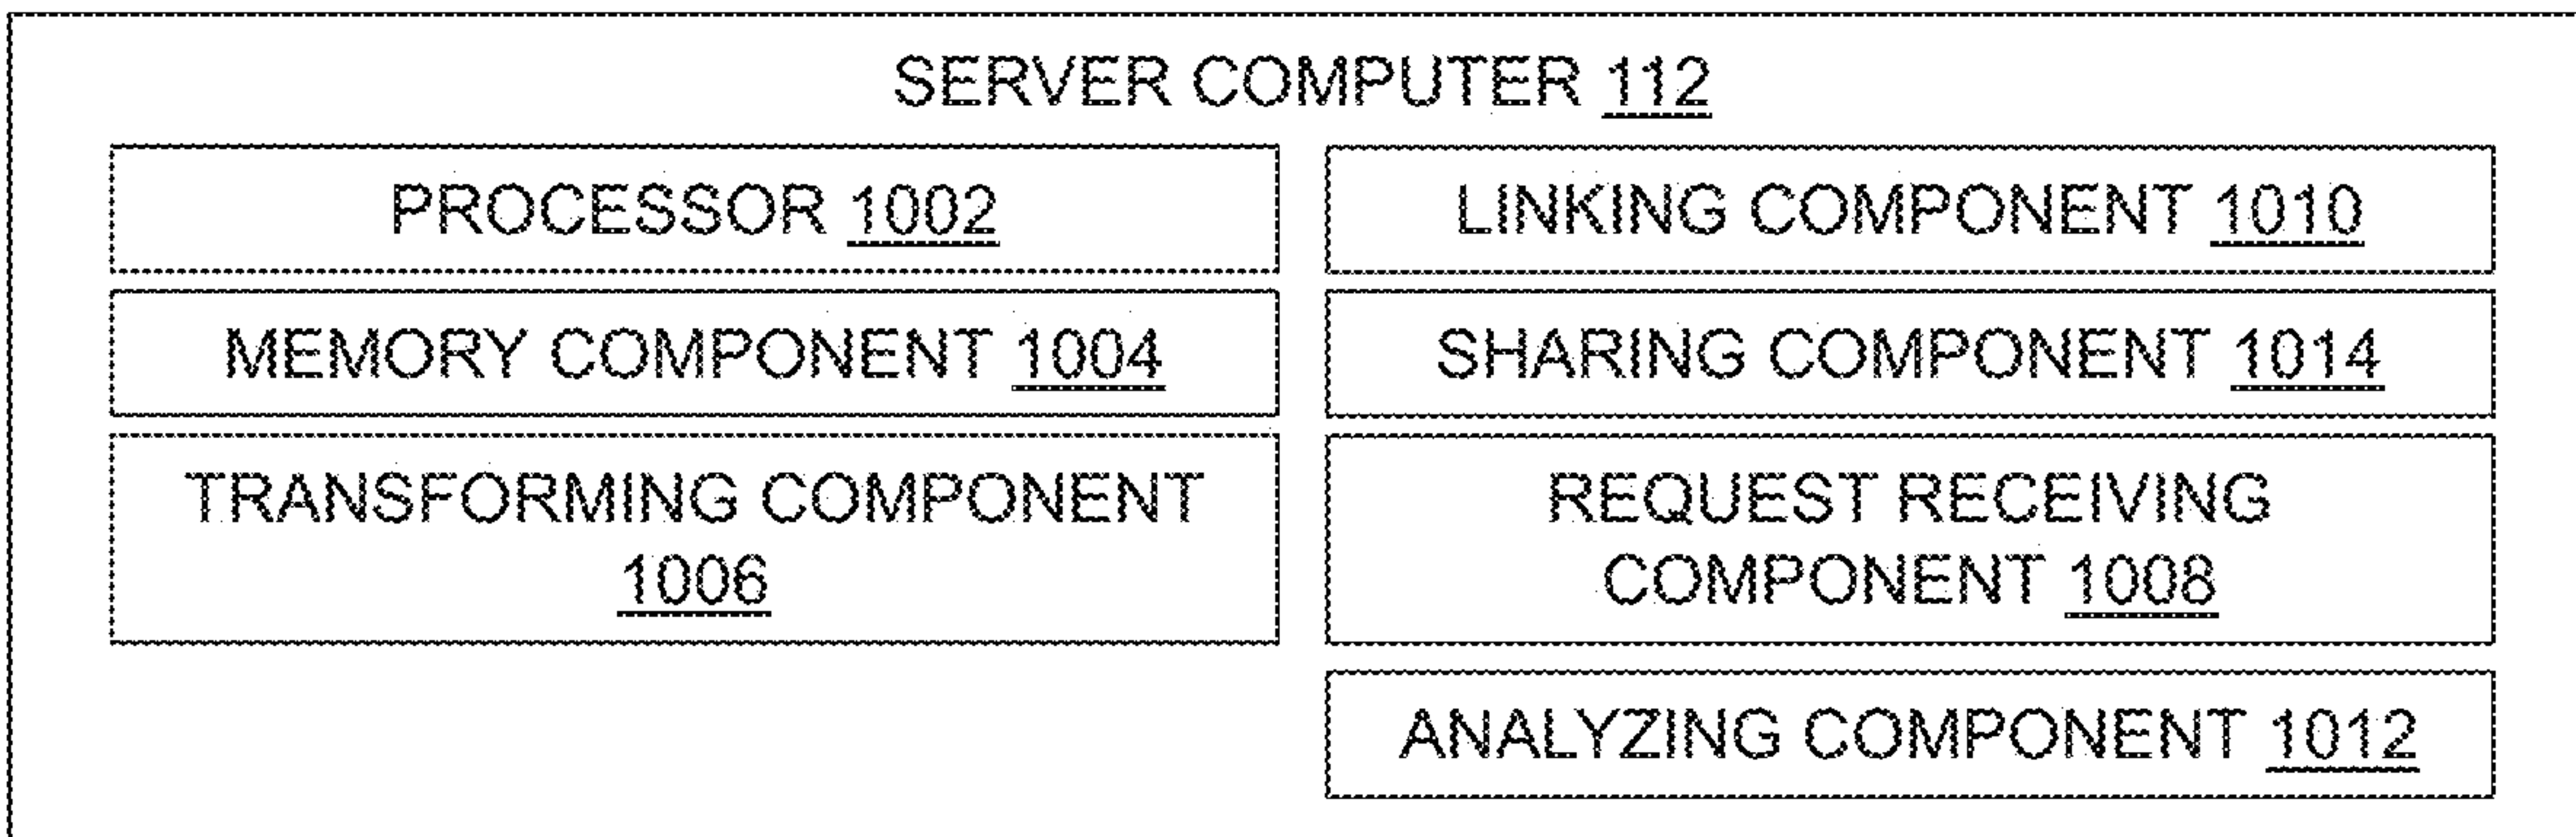 SERVER COMPUTER 112
PROCESSOR 1002
MEMORY COMPONENT 1004
TRANSFORMING COMPONENT
1006
LINKING COMPONENT 1010
SHARING COMPONENT 1014
REQUEST RECEIVING
COMPONENT 1008
ANALYZING COMPONENT 1012